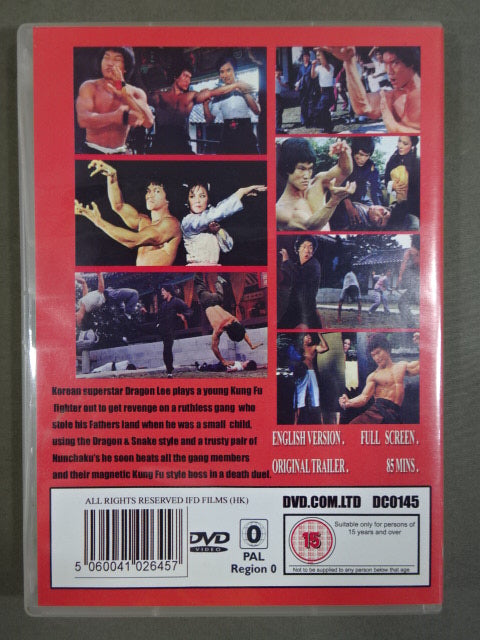 Korean superstar Dragon Lee plays a young Kung Fu
fighter out to get revenge on a ruthless gang who
stole his Fathers land when he was a small child,
using the Dragon & Snake style and a trusty pair of
Nunchaku's he soon beats all the gang members
and their magnetic Kung Fu style boss in a death duel.
ENGLISH VERSION. FULL SCREEN.
ORIGINAL TRAILER. 85 MINS.
ALL RIGHTS RESERVED IFD FILMS (HK)
5 060041 026457
DVD
VIDEO
0
PAL
Region 0
DVD.COM.LTD DC0145
15
Suitable only for persons of
15 years and over
Not to be supplied to any person below that age